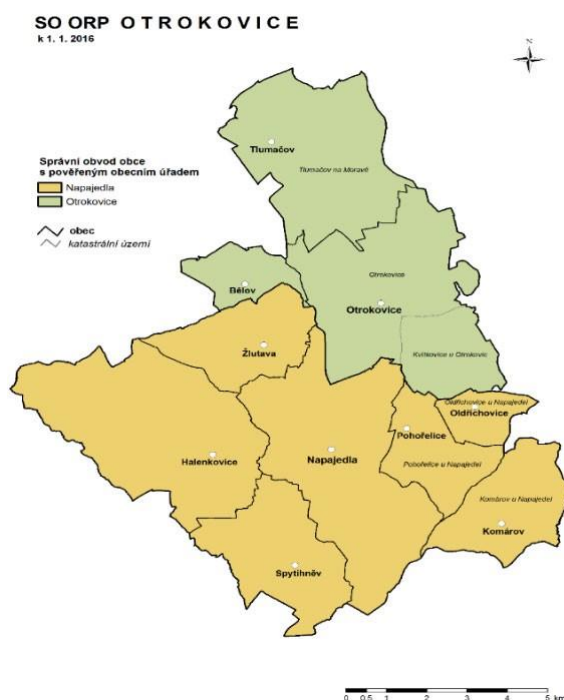 SO ORP OTROKOVICE
k 1. 1. 2016
N
Správní obvod obce
s pověřeným obecním úřadem
Napajedla
Otrokovice
obec
katastrální území
Tlumačov
Tlumačov na Moravě
Otrokovice
Bělov
Otrokovice
Kvítkovice u Otrokovic
Žlutava
Oldřichovice u Napajedel
Oldřichovice
Pohořelice
Halenkovice
Napajedla
Pohořelice u Napajedel
Komárov u Napajedel
Komárov
Spytihněv
0 0,5 1 2 3 4 5 km